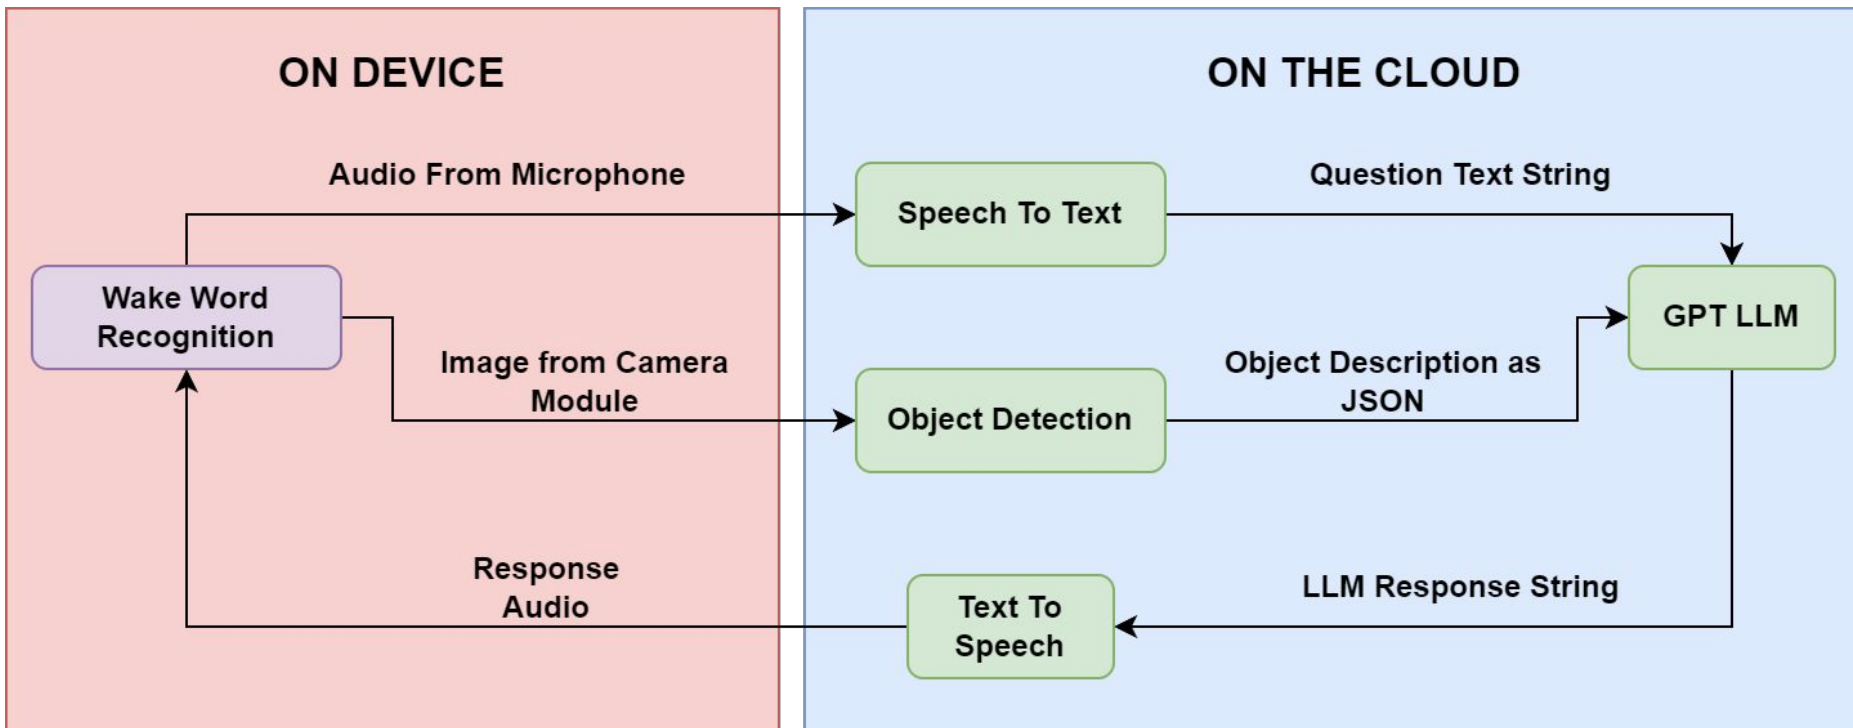 ON DEVICE
ON THE CLOUD
Audio From Microphone
Speech To Text
Question Text String
Wake Word
Recognition
GPT LLM
Image from Camera
Module
Object Detection
Object Description as
JSON
Response
Audio
Text To
Speech
LLM Response String